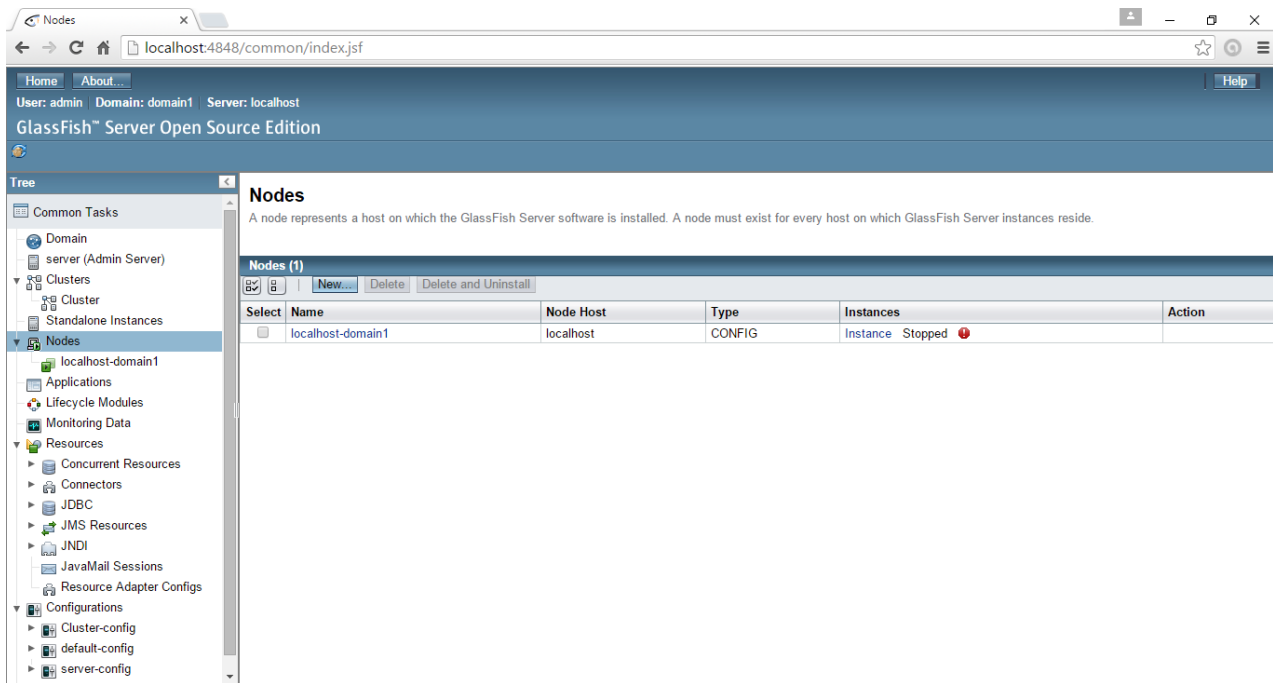 Nodes
localhost:4848/common/index.jsf
Home About... Help
User: admin Domain: domain1 Server: localhost
GlassFish™ Server Open Source Edition
Tree
Common Tasks
Domain
server (Admin Server)
Clusters
Cluster
Standalone Instances
Nodes
localhost-domain1
Applications
Lifecycle Modules
Monitoring Data
Resources
Concurrent Resources
Connectors
JDBC
JMS Resources
JNDI
JavaMail Sessions
Resource Adapter Configs
Configurations
Cluster-config
default-config
server-config
Nodes
A node represents a host on which the GlassFish Server software is installed. A node must exist for every host on which GlassFish Server instances reside.
Nodes (1)
New... Delete Delete and Uninstall
Select Name Node Host Type Instances Action
localhost-domain1 localhost CONFIG Instance Stopped